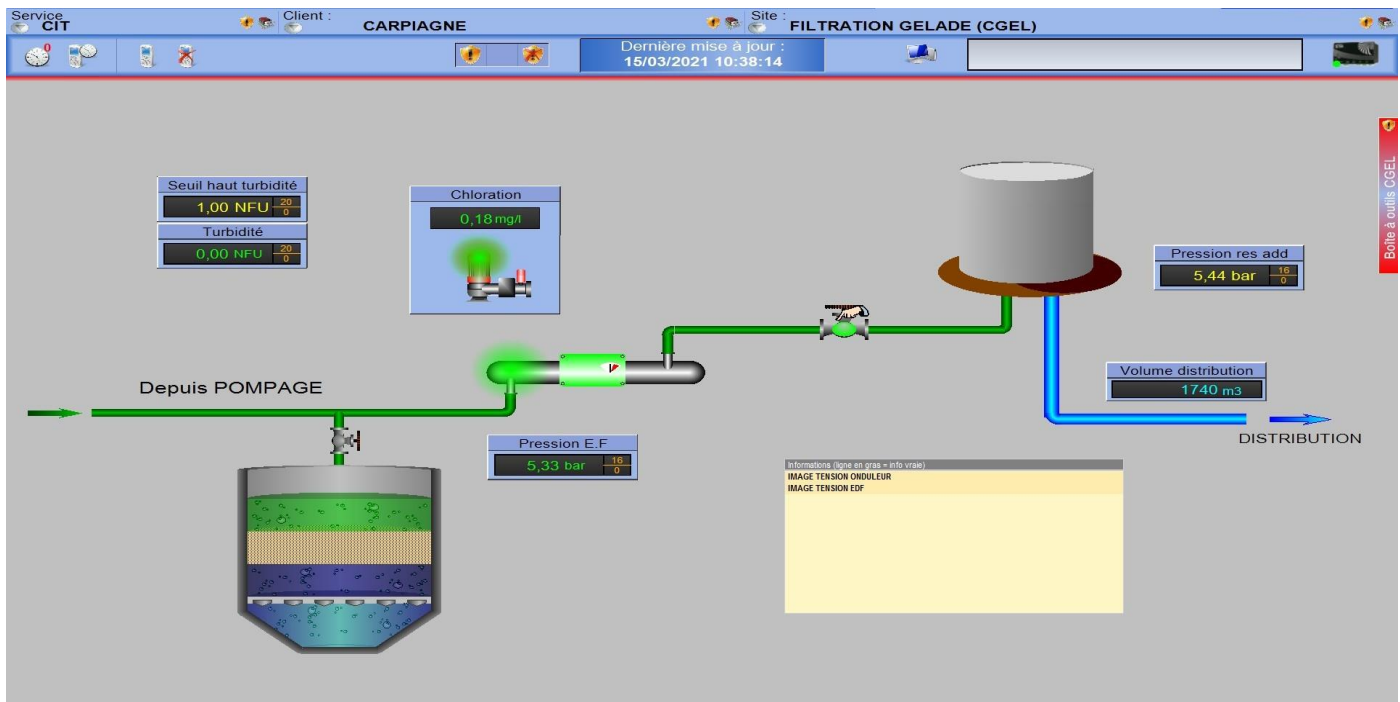 Service
CIT
Client :
CARPIAGNE
Site :
FILTRATION GELADE (CGEL)
0
Dernière mise à jour :
15/03/2021 10:38:14
Boîte à outils CGEL
Seuil haut turbidité
1,00 NFU 20
0
Turbidité
0,00 NFU 20
0
Chloration
0,18 mg/l
Pression res add
5,44 bar 16
0
Volume distribution
1740 m3
DISTRIBUTION
Depuis POMPAGE
Pression E.F
5,33 bar 16
0
Informations (ligne en gras = info vraie)
IMAGE TENSION ONDULEUR
IMAGE TENSION EDF